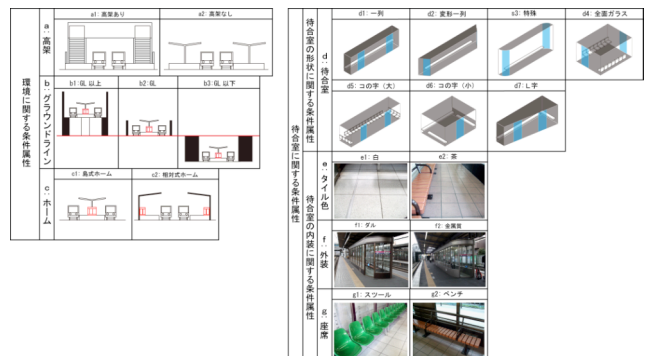 環境に関する条件属性
a:高架
a1:高架あり
a2:高架なし
b:グラウンドライン
b1:GL 以上
b2:GL
b3:GL 以下
c:ホーム
c1:島式ホーム
c2:相対式ホーム
待合室に関する条件属性
待合室の形状に関する条件属性
d:待合室
d1:一列
d2:変形一列
d4:全面ガラス
d5:コの字(大)
d6:コの字(小)
d7:L字
待合室の内装に関する条件属性
e:タイル色
e1:白
e2:茶
f:外装
f1:ダル
f2:金属質
g:座席
g1:スツール
g2:ベンチ